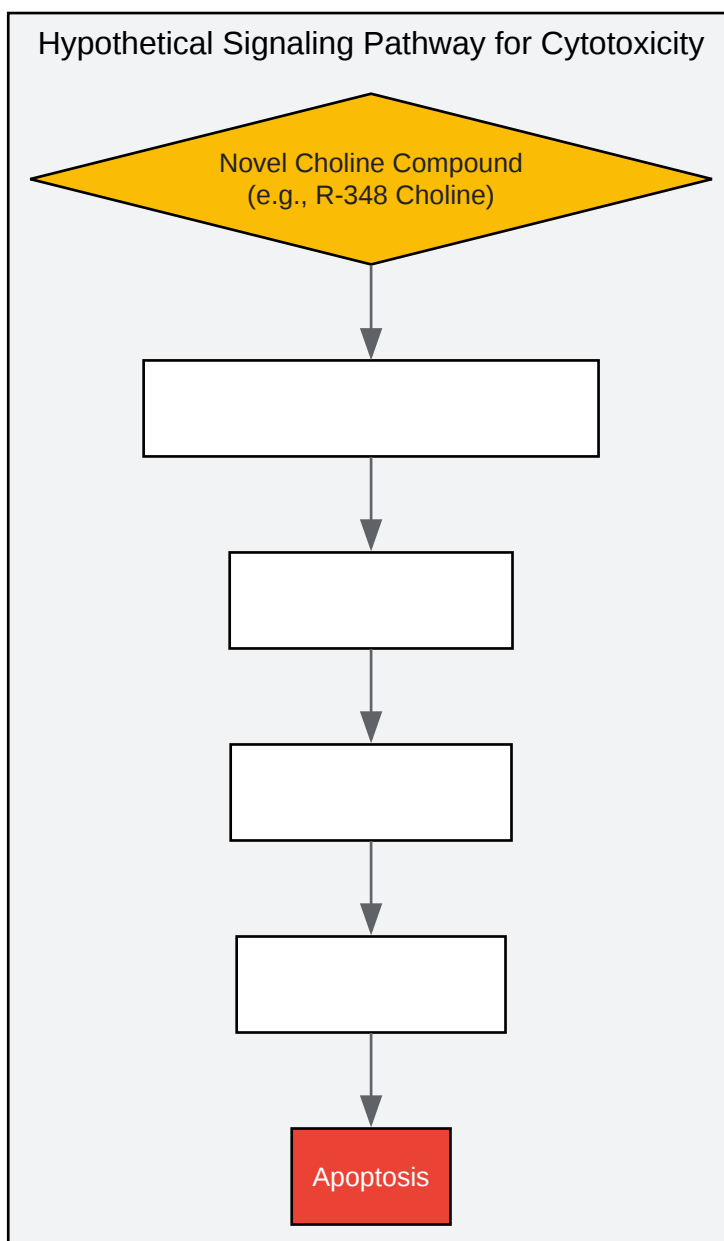 Hypothetical Signaling Pathway for Cytotoxicity
Novel Choline Compound
(e.g., R-348 Choline)
Apoptosis